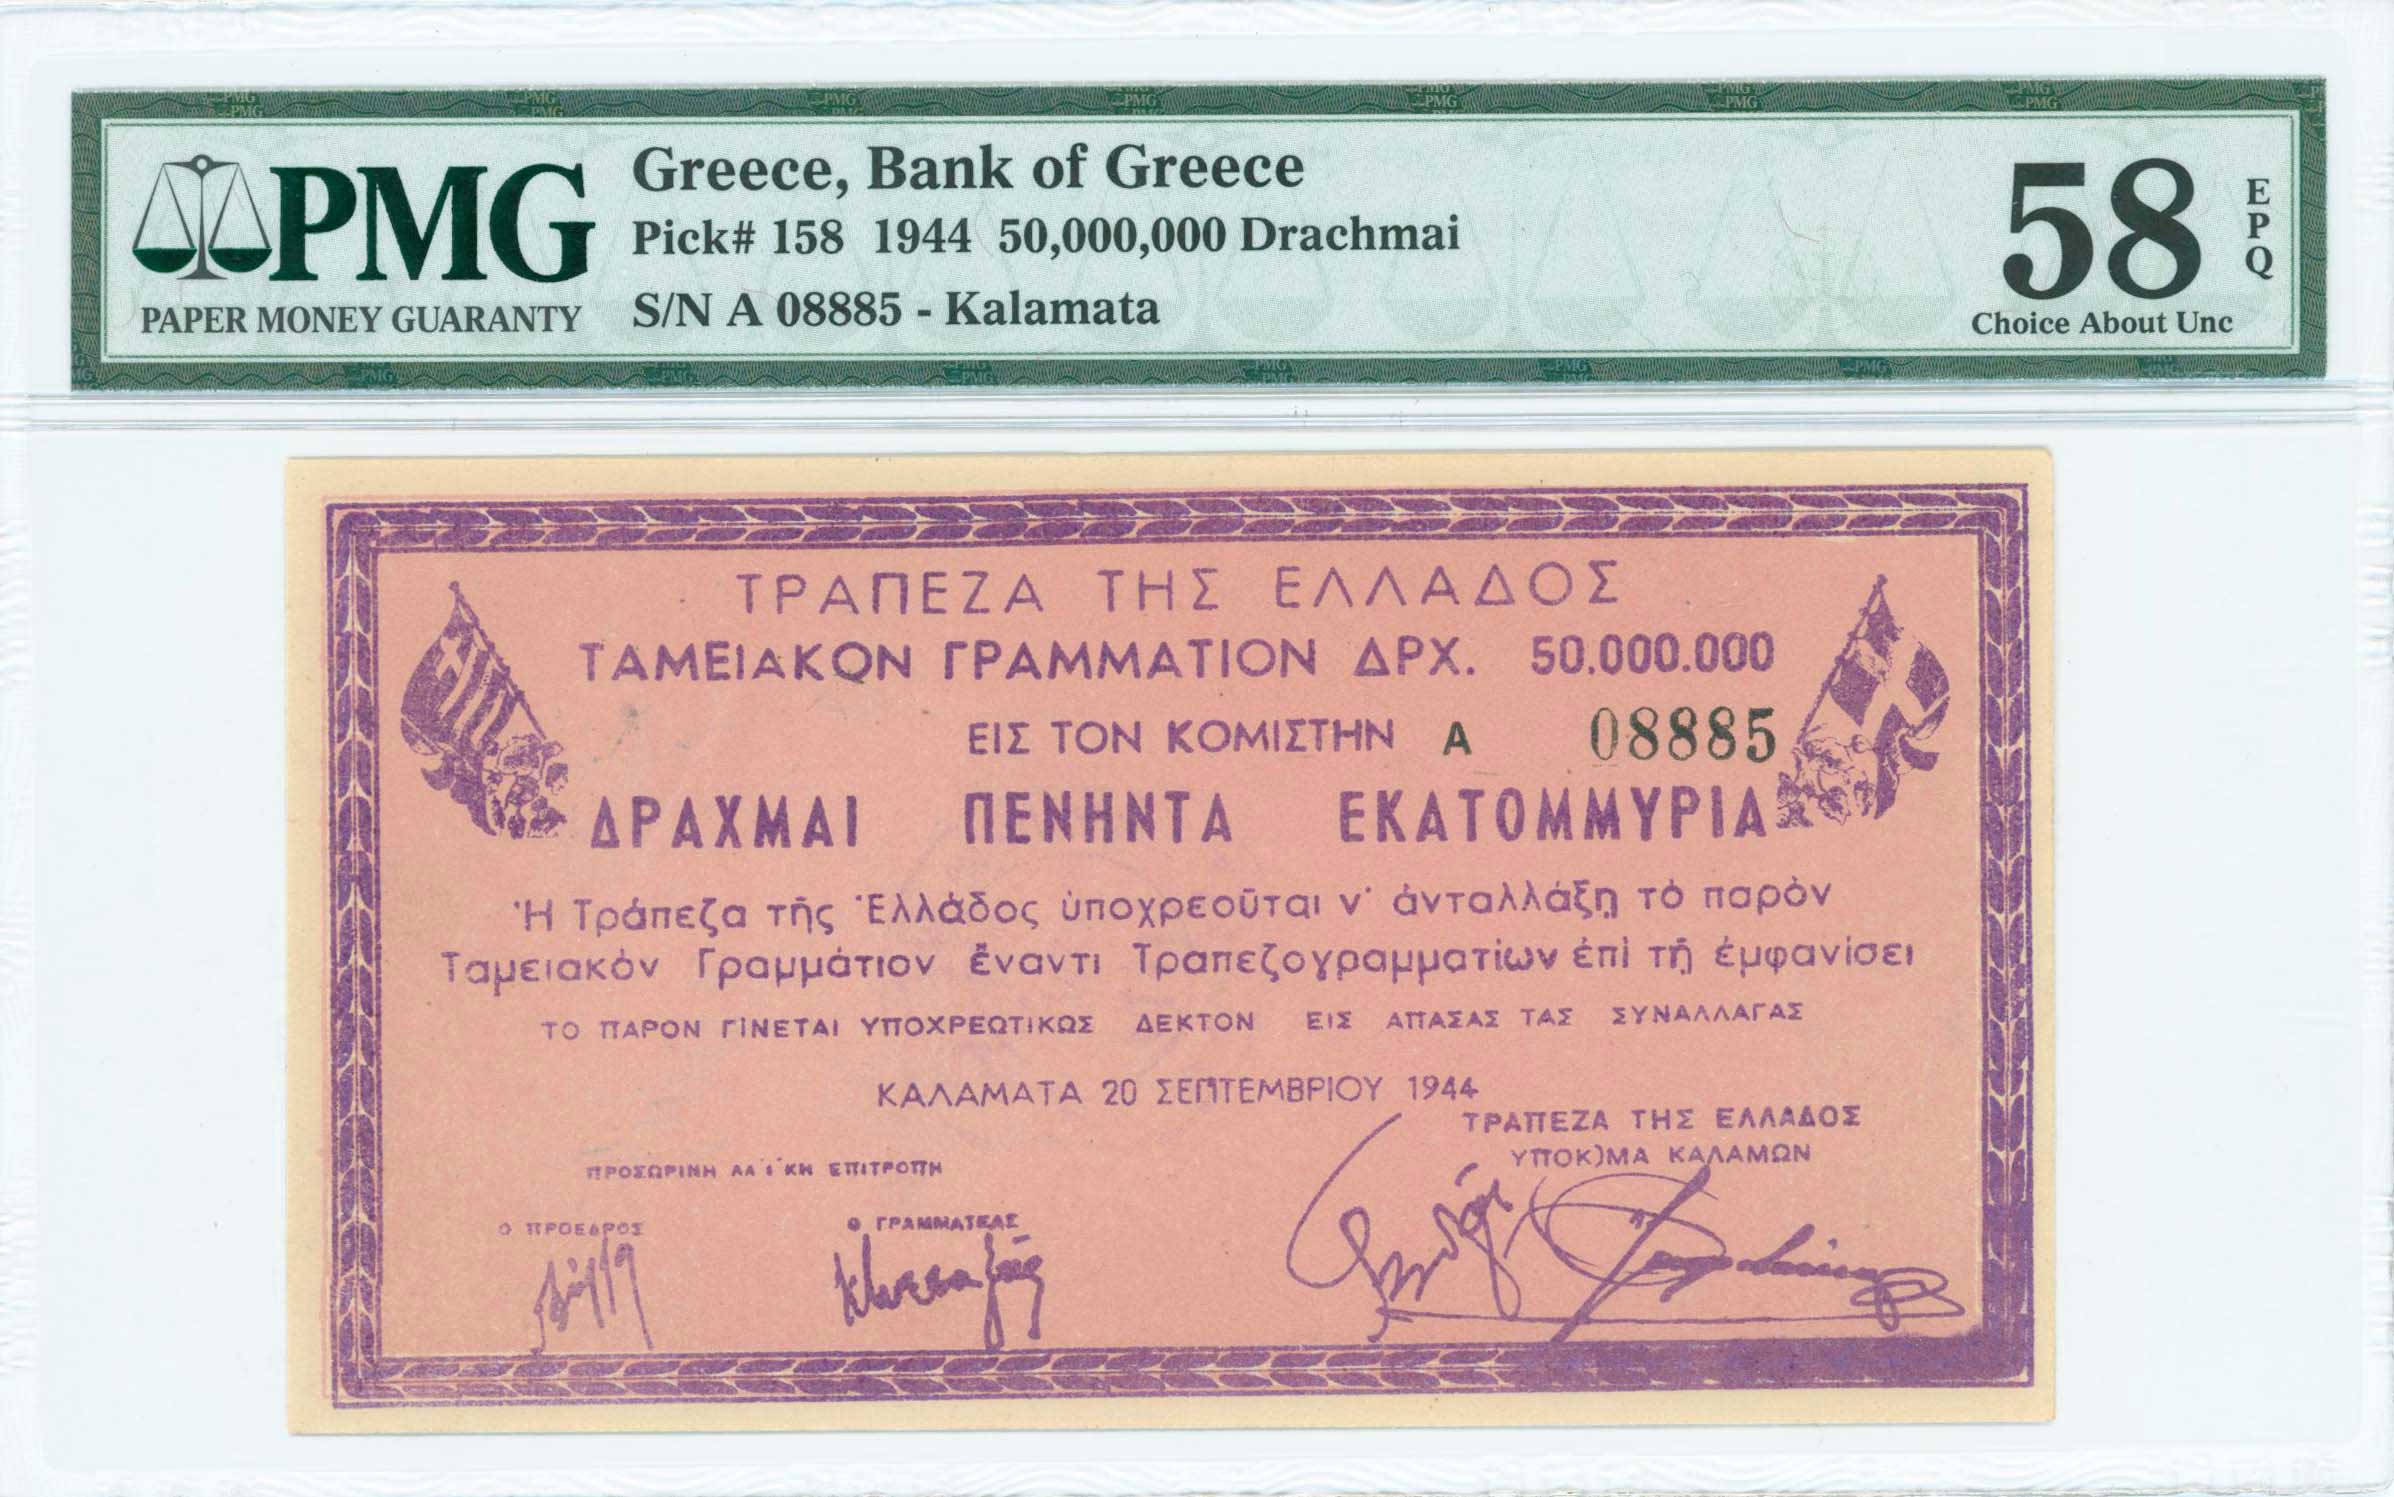 PMG
PAPER MONEY GUARANTY
Greece, Bank of Greece
Pick# 158 1944 50,000,000 Drachmai
S/N A 08885 - Kalamata
58
EPQ
Choice About Unc
ΤΡΑΠΕΖΑ ΤΗΣ ΕΛΛΑΔΟΣ
ΤΑΜΕΙΑΚΟΝ ΓΡΑΜΜΑΤΙΟΝ ΔΡΧ. 50.000.000
ΕΙΣ ΤΟΝ ΚΟΜΙΣΤΗΝ Α 08885
ΔΡΑΧΜΑΙ ΠΕΝΗΝΤΑ ΕΚΑΤΟΜΜΥΡΙΑ
Ἡ Τράπεζα τῆς Ἑλλάδος ὑποχρεοῦται ν' ἀνταλλάξῃ τὸ παρὸν
Ταμειακὸν Γραμμάτιον ἔναντι Τραπεζογραμματίων ἐπὶ τῇ ἐμφανίσει
ΤΟ ΠΑΡΟΝ ΓΙΝΕΤΑΙ ΥΠΟΧΡΕΩΤΙΚΩΣ ΔΕΚΤΟΝ ΕΙΣ ΑΠΑΣΑΣ ΤΑΣ ΣΥΝΑΛΛΑΓΑΣ
ΚΑΛΑΜΑΤΑ 20 ΣΕΠΤΕΜΒΡΙΟΥ 1944
ΤΡΑΠΕΖΑ ΤΗΣ ΕΛΛΑΔΟΣ
ΥΠΟΚ)ΜΑ ΚΑΛΑΜΩΝ
ΠΡΟΣΩΡΙΝΗ ΛΑΪΚΗ ΕΠΙΤΡΟΠΗ
Ο ΠΡΟΕΔΡΟΣ
Ο ΓΡΑΜΜΑΤΕΑΣ